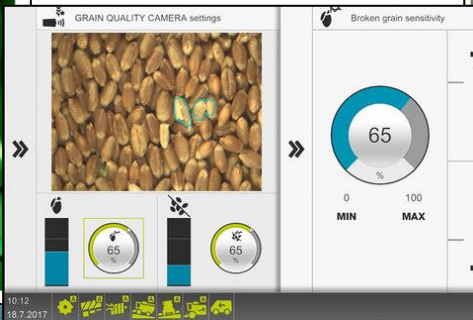 GRAIN QUALITY CAMERA settings
Broken grain sensitivity
65
%
0 100
MIN MAX
65
%
65
%
10:12
18.7.2017
A A A A A A